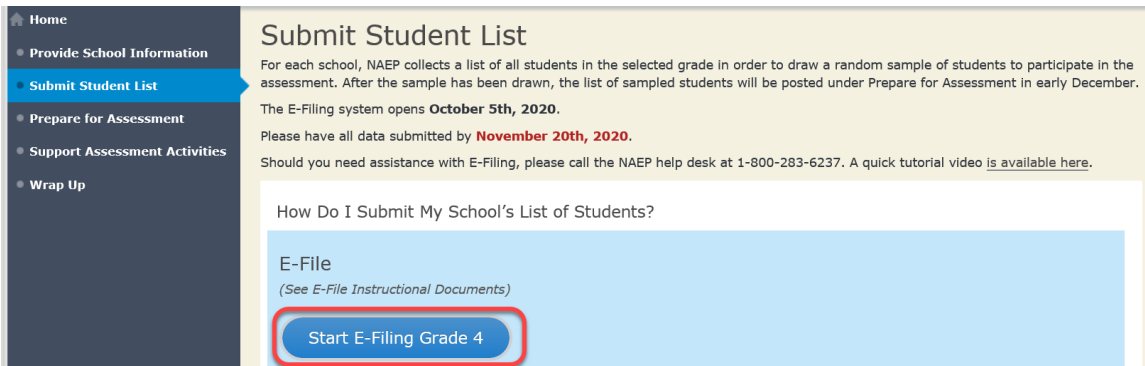 Home
Provide School Information
Submit Student List
Prepare for Assessment
Support Assessment Activities
Wrap Up
Submit Student List
For each school, NAEP collects a list of all students in the selected grade in order to draw a random sample of students to participate in the
assessment. After the sample has been drawn, the list of sampled students will be posted under Prepare for Assessment in early December.
The E-Filing system opens October 5th, 2020.
Please have all data submitted by November 20th, 2020.
Should you need assistance with E-Filing, please call the NAEP help desk at 1-800-283-6237. A quick tutorial video is available here.
How Do I Submit My School's List of Students?
E-File
(See E-File Instructional Documents)
Start E-Filing Grade 4